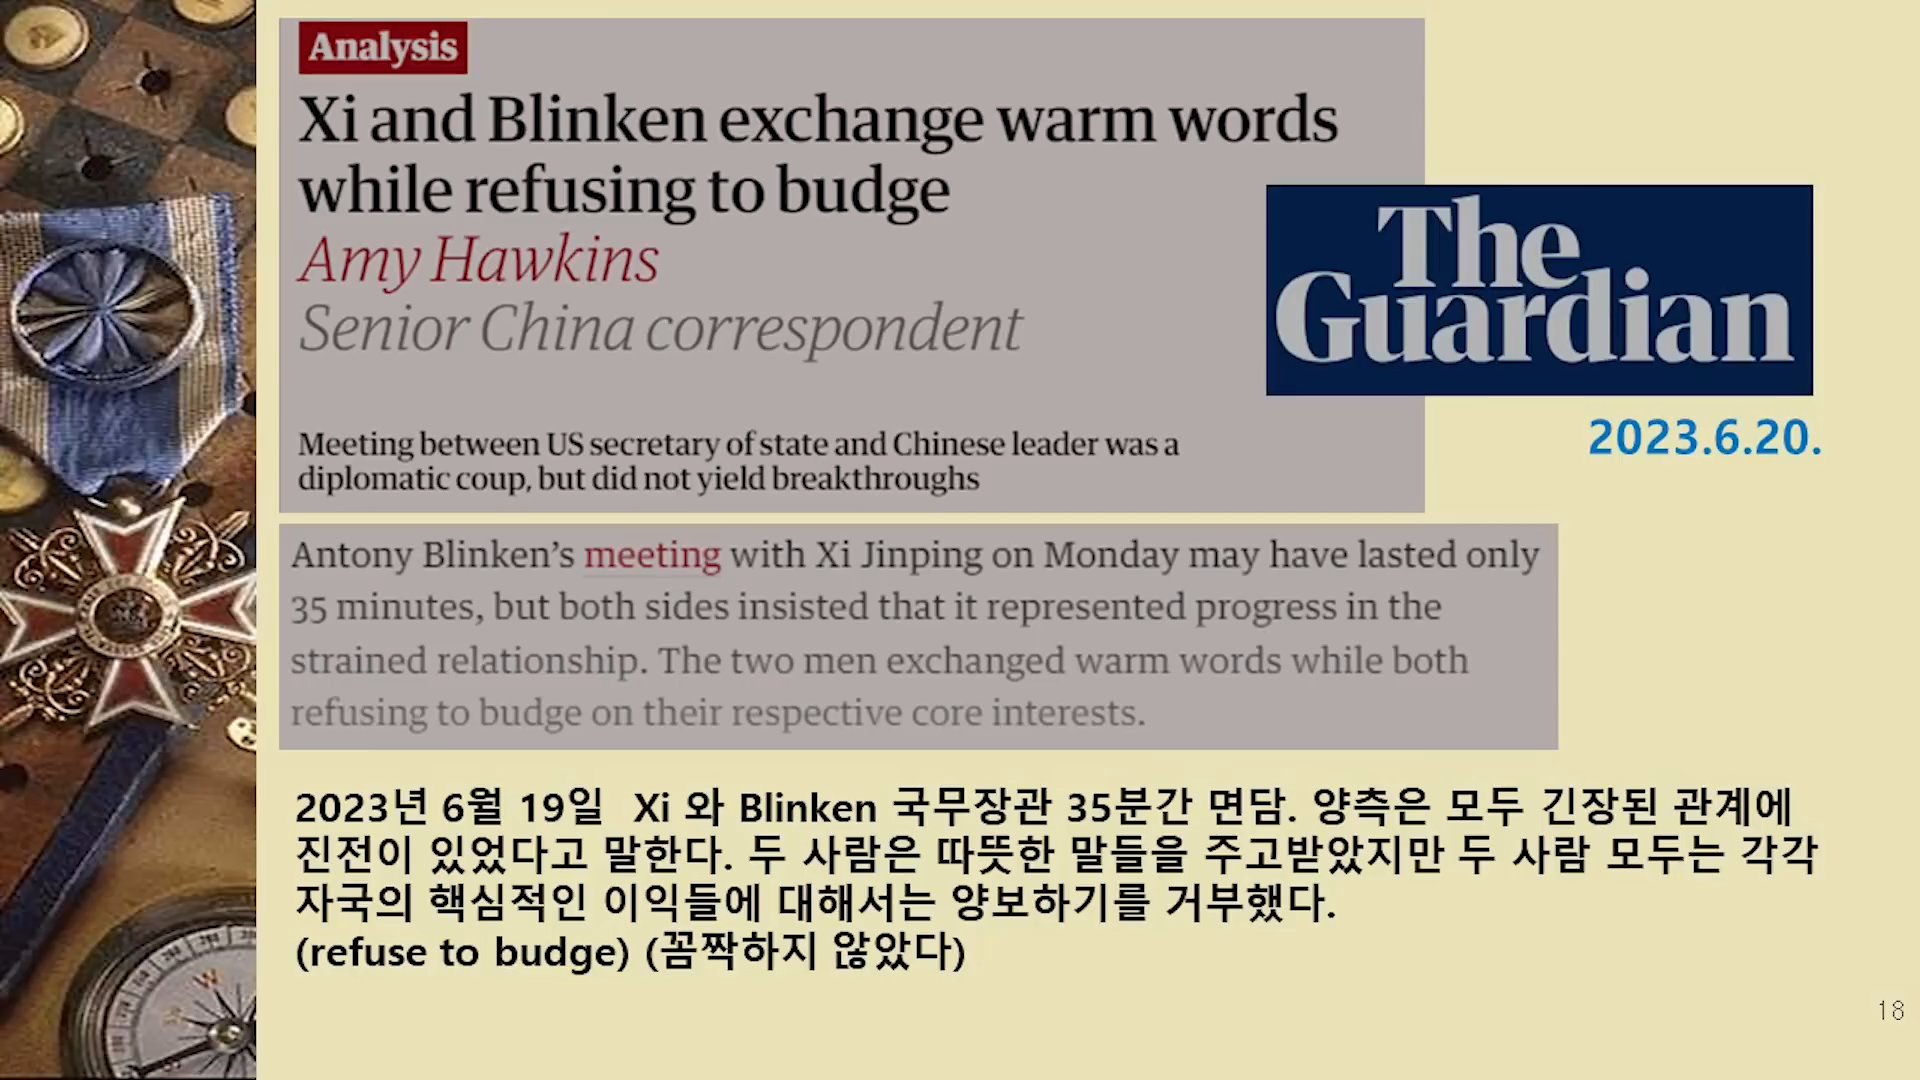 Analysis
Xi and Blinken exchange warm words
while refusing to budge
Amy Hawkins
Senior China correspondent
The
Guardian
2023.6.20.
Meeting between US secretary of state and Chinese leader was a
diplomatic coup, but did not yield breakthroughs
Antony Blinken's meeting with Xi Jinping on Monday may have lasted only
35 minutes, but both sides insisted that it represented progress in the
strained relationship. The two men exchanged warm words while both
refusing to budge on their respective core interests.
2023년 6월 19일 Xi 와 Blinken 국무장관 35분간 면담. 양측은 모두 긴장된 관계에
진전이 있었다고 말한다. 두 사람은 따뜻한 말들을 주고받았지만 두 사람 모두는 각각
자국의 핵심적인 이익들에 대해서는 양보하기를 거부했다.
(refuse to budge) (꼼짝하지 않았다)
18